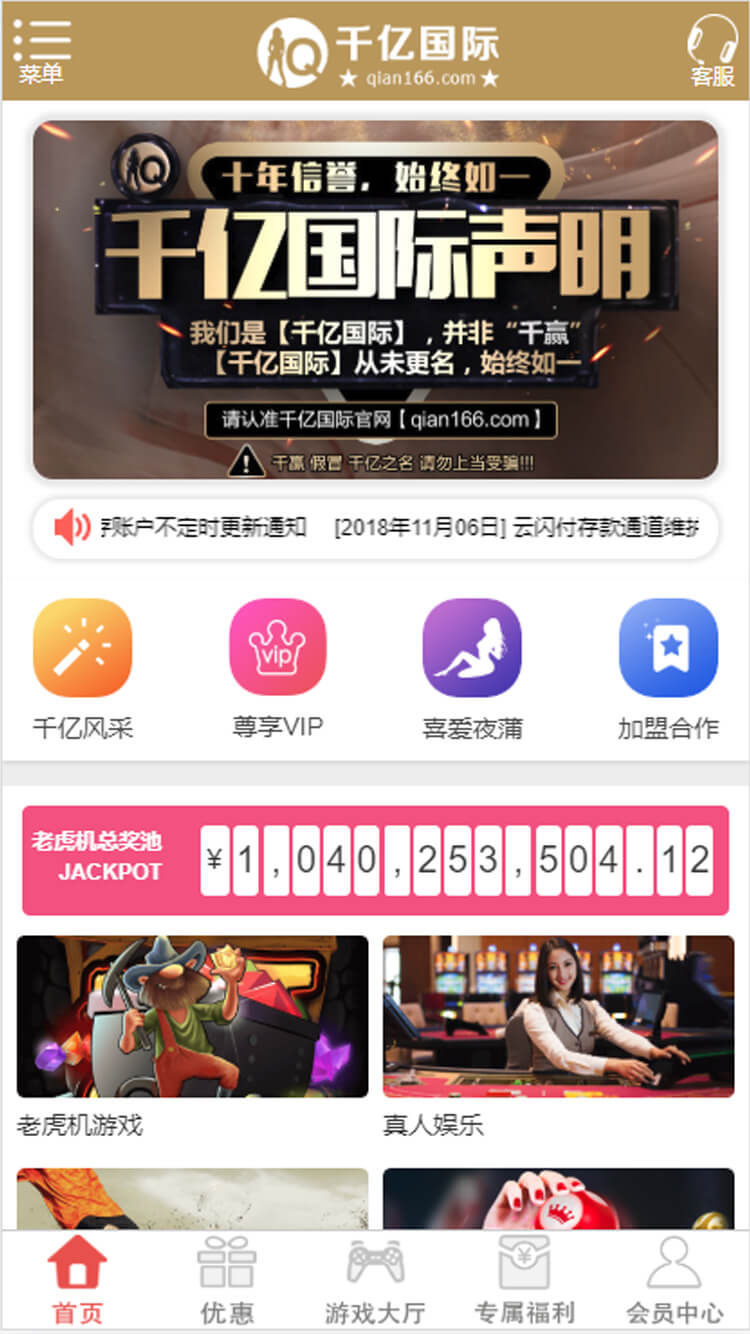 菜单
千亿国际
★ qian166.com ★
客服
十年信誉，始终如一
千亿国际声明
我们是【千亿国际】，并非“千赢”
【千亿国际】从未更名，始终如一
请认准千亿国际官网【qian166.com】
千赢 假冒 千亿之名 请勿上当受骗!!!
账户不定时更新通知 [2018年11月06日] 云闪付存款通道维护
千亿风采
尊享VIP
喜爱夜蒲
加盟合作
老虎机总奖池
JACKPOT
¥1,040,253,504.12
老虎机游戏
真人娱乐
首页
优惠
游戏大厅
专属福利
会员中心